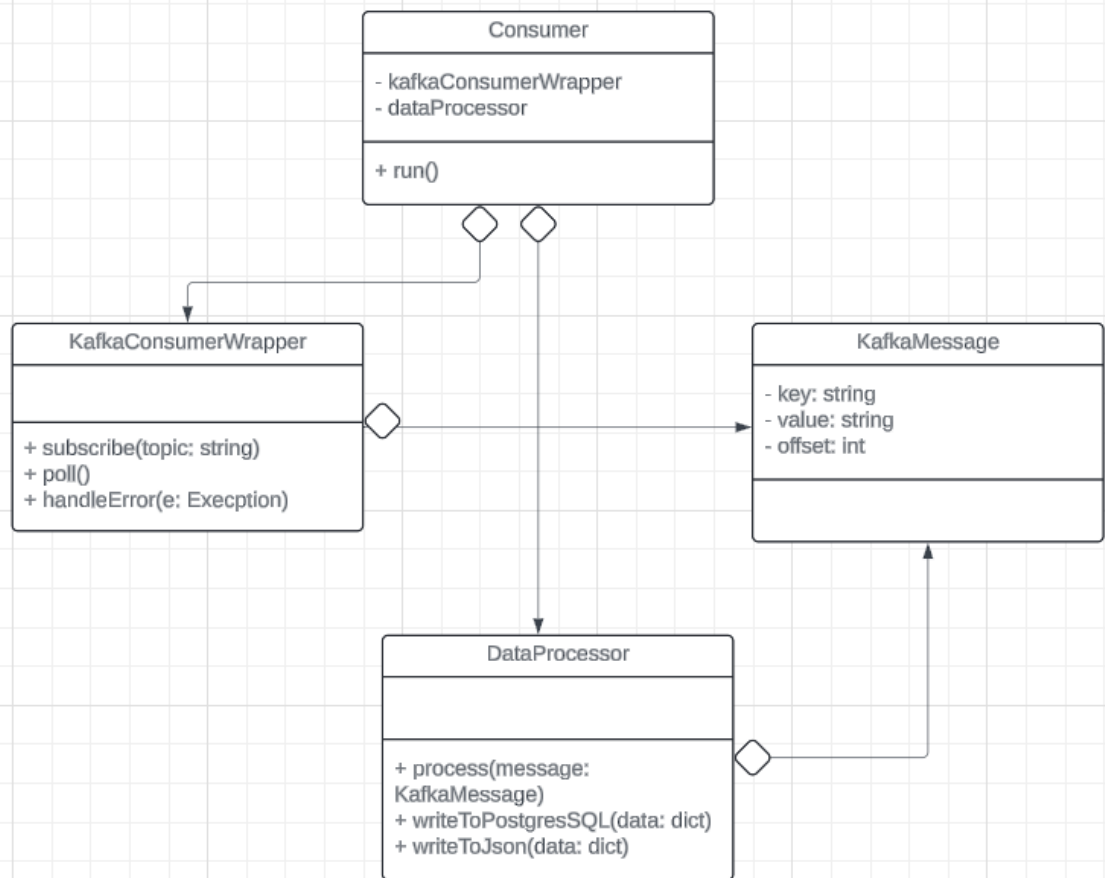 Consumer
- kafkaConsumerWrapper
- dataProcessor
+ run()
KafkaConsumerWrapper
+ subscribe(topic: string)
+ poll()
+ handleError(e: Execption)
KafkaMessage
- key: string
- value: string
- offset: int
DataProcessor
+ process(message:
KafkaMessage)
+ writeToPostgresSQL(data: dict)
+ writeToJson(data: dict)